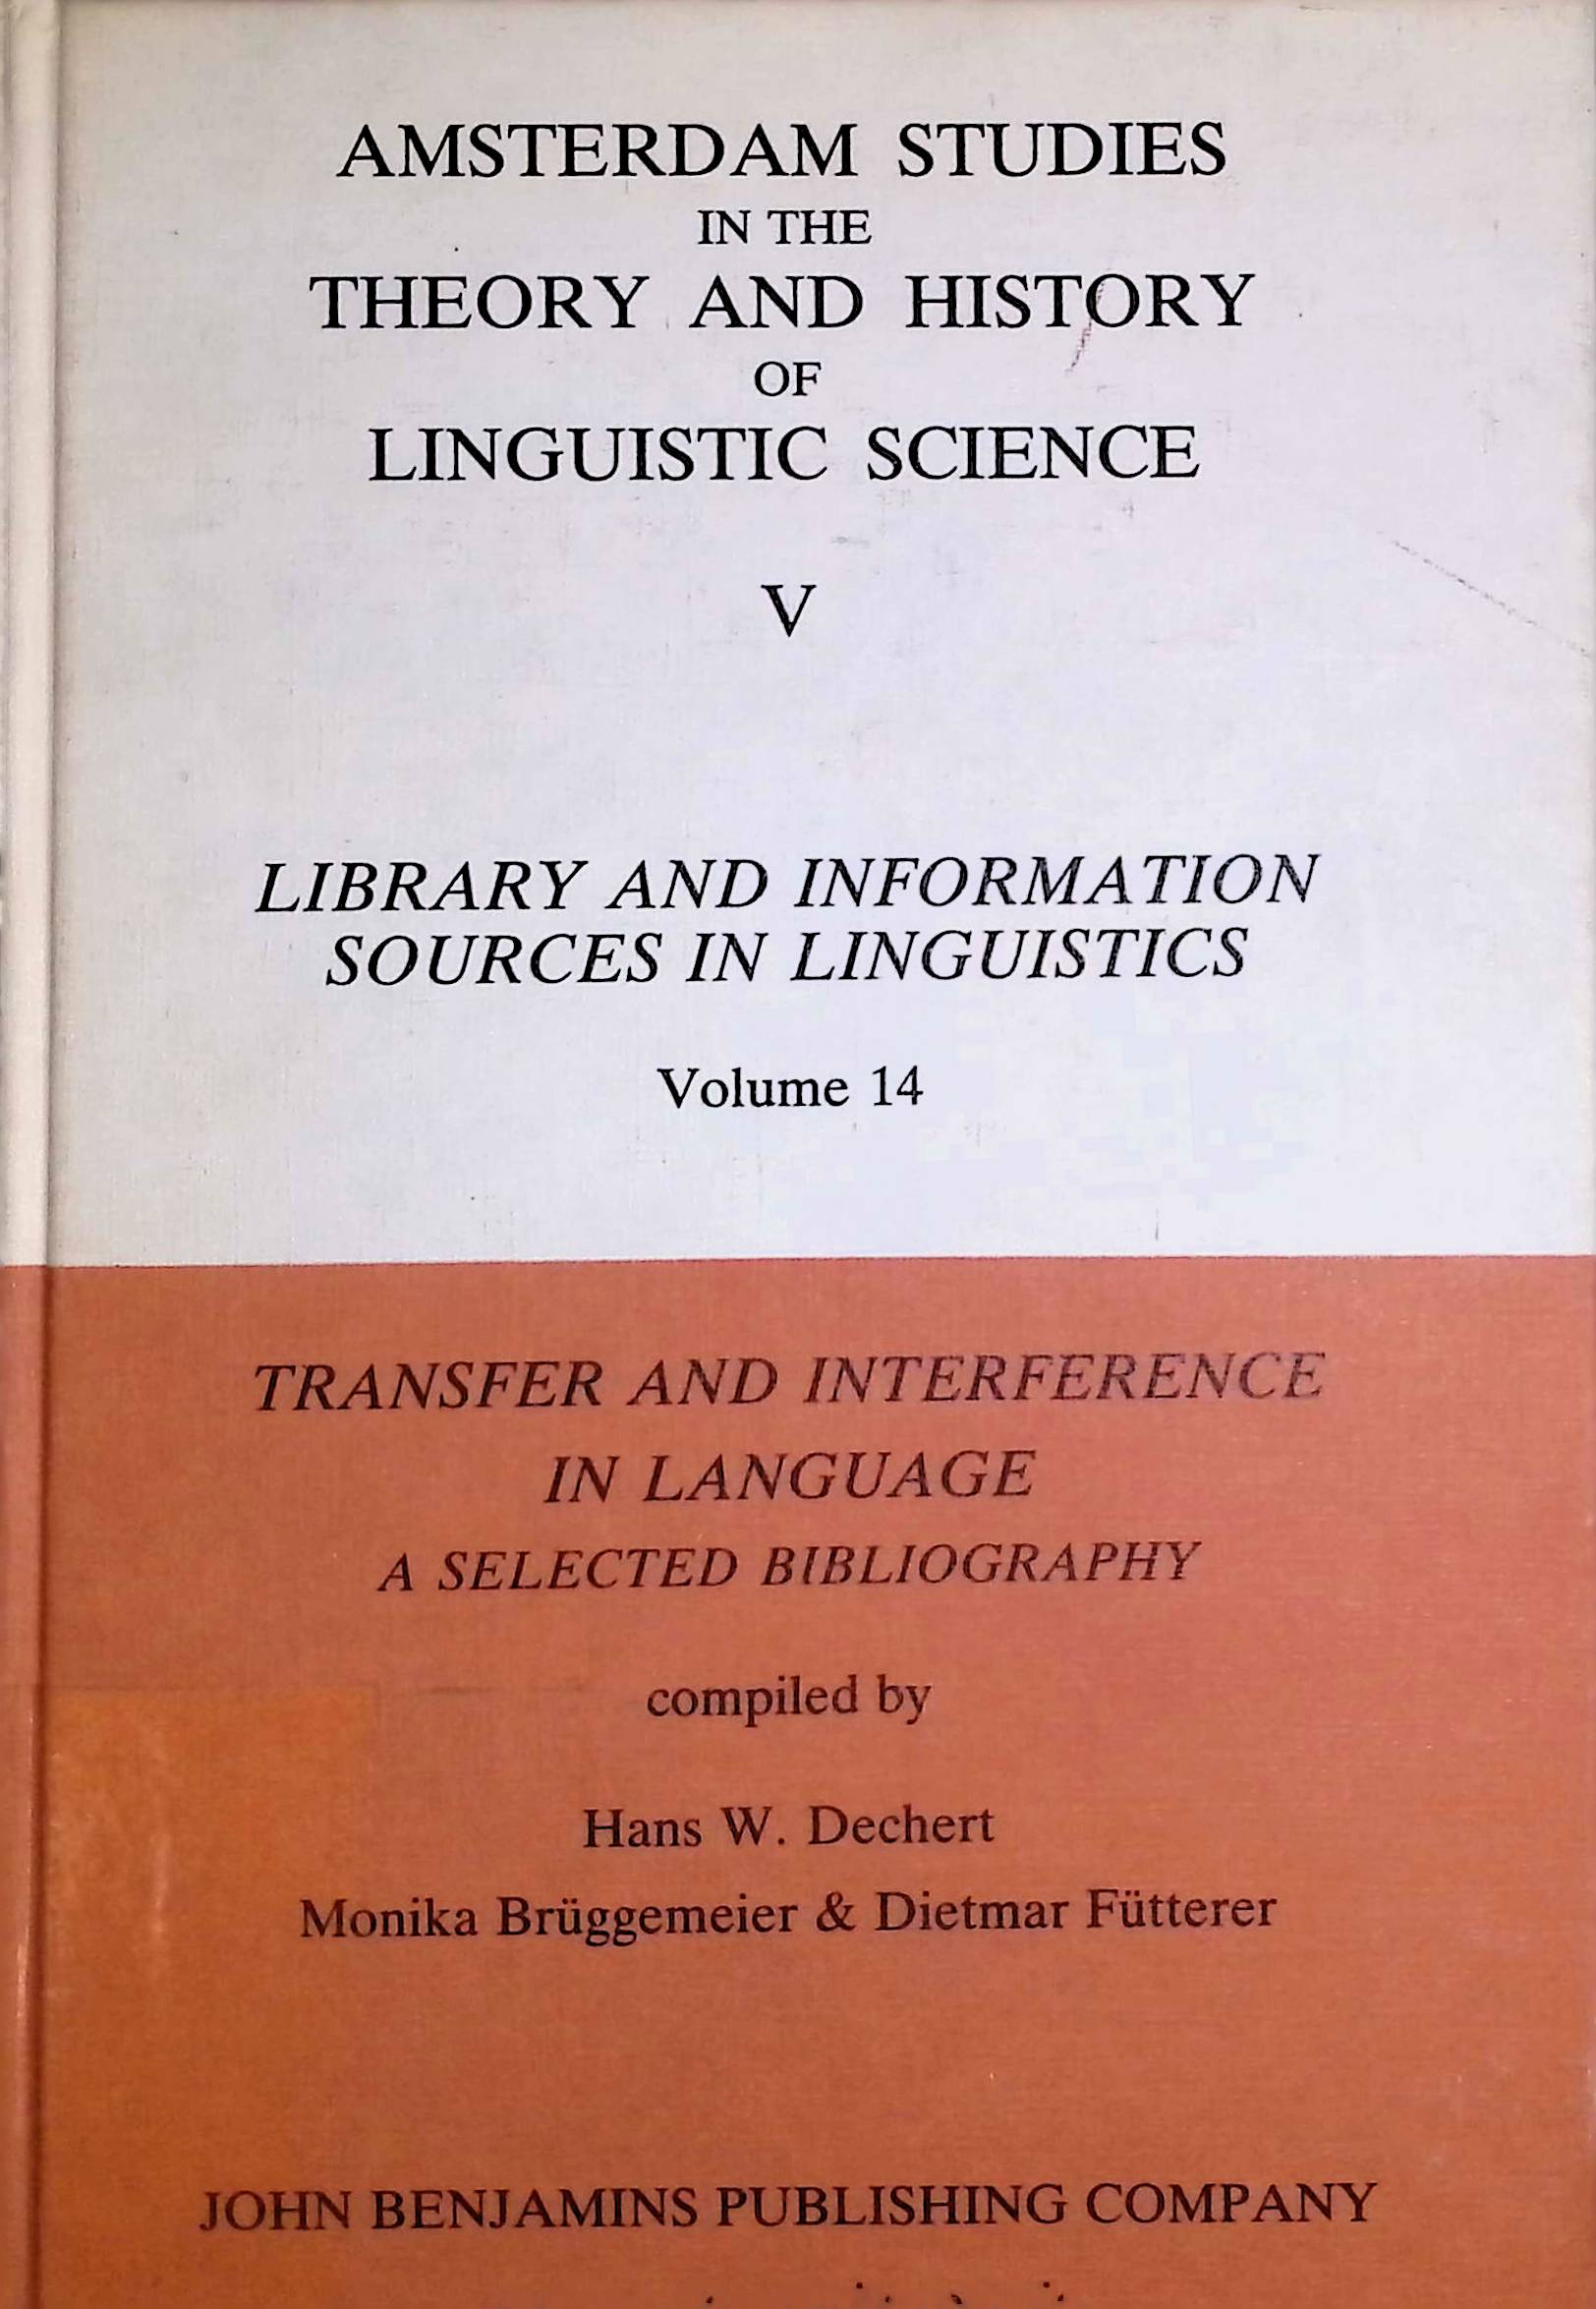 AMSTERDAM STUDIES
IN THE
THEORY AND HISTORY
OF
LINGUISTIC SCIENCE
V
LIBRARY AND INFORMATION
SOURCES IN LINGUISTICS
Volume 14
TRANSFER AND INTERFERENCE
IN LANGUAGE
A SELECTED BIBLIOGRAPHY
compiled by
Hans W. Dechert
Monika Brüggemeier & Dietmar Fütterer
JOHN BENJAMINS PUBLISHING COMPANY